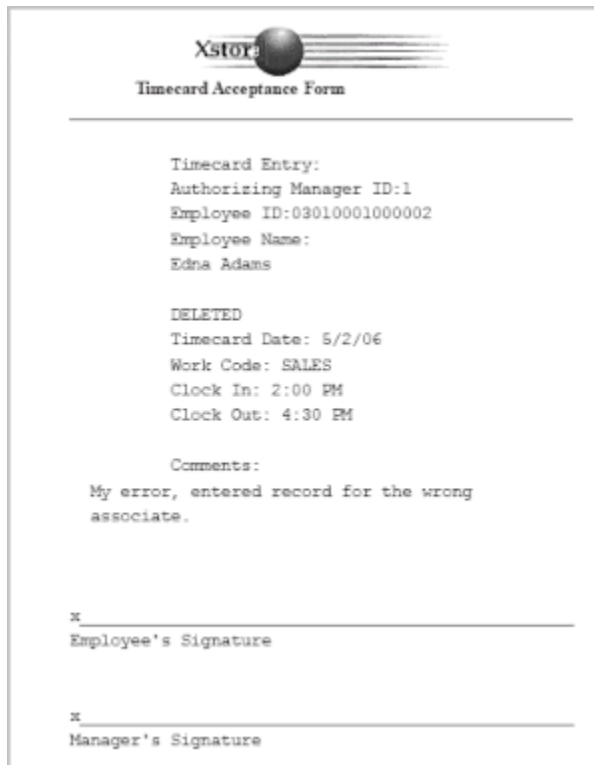 Xstore
Timecard Acceptance Form
Timecard Entry:
Authorizing Manager ID:1
Employee ID:03010001000002
Employee Name:
Edna Adams
DELETED
Timecard Date: 5/2/06
Work Code: SALES
Clock In: 2:00 PM
Clock Out: 4:30 PM
Comments:
My error, entered record for the wrong
associate.
x
Employee's Signature
x
Manager's Signature